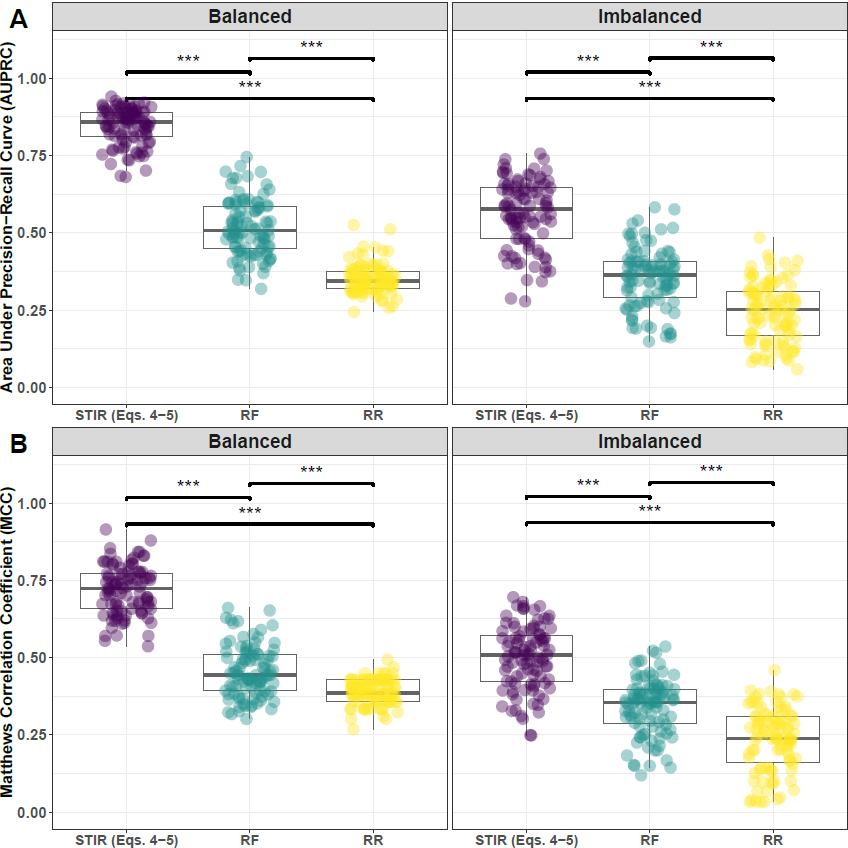 A
Balanced
Imbalanced
Area Under Precision−Recall Curve (AUPRC)
1.00
0.75
0.50
0.25
0.00
***
***
***
***
***
***
STIR (Eqs. 4−5)
RF
RR
STIR (Eqs. 4−5)
RF
RR
B
Balanced
Imbalanced
Matthews Correlation Coefficient (MCC)
1.00
0.75
0.50
0.25
0.00
***
***
***
***
***
***
STIR (Eqs. 4−5)
RF
RR
STIR (Eqs. 4−5)
RF
RR